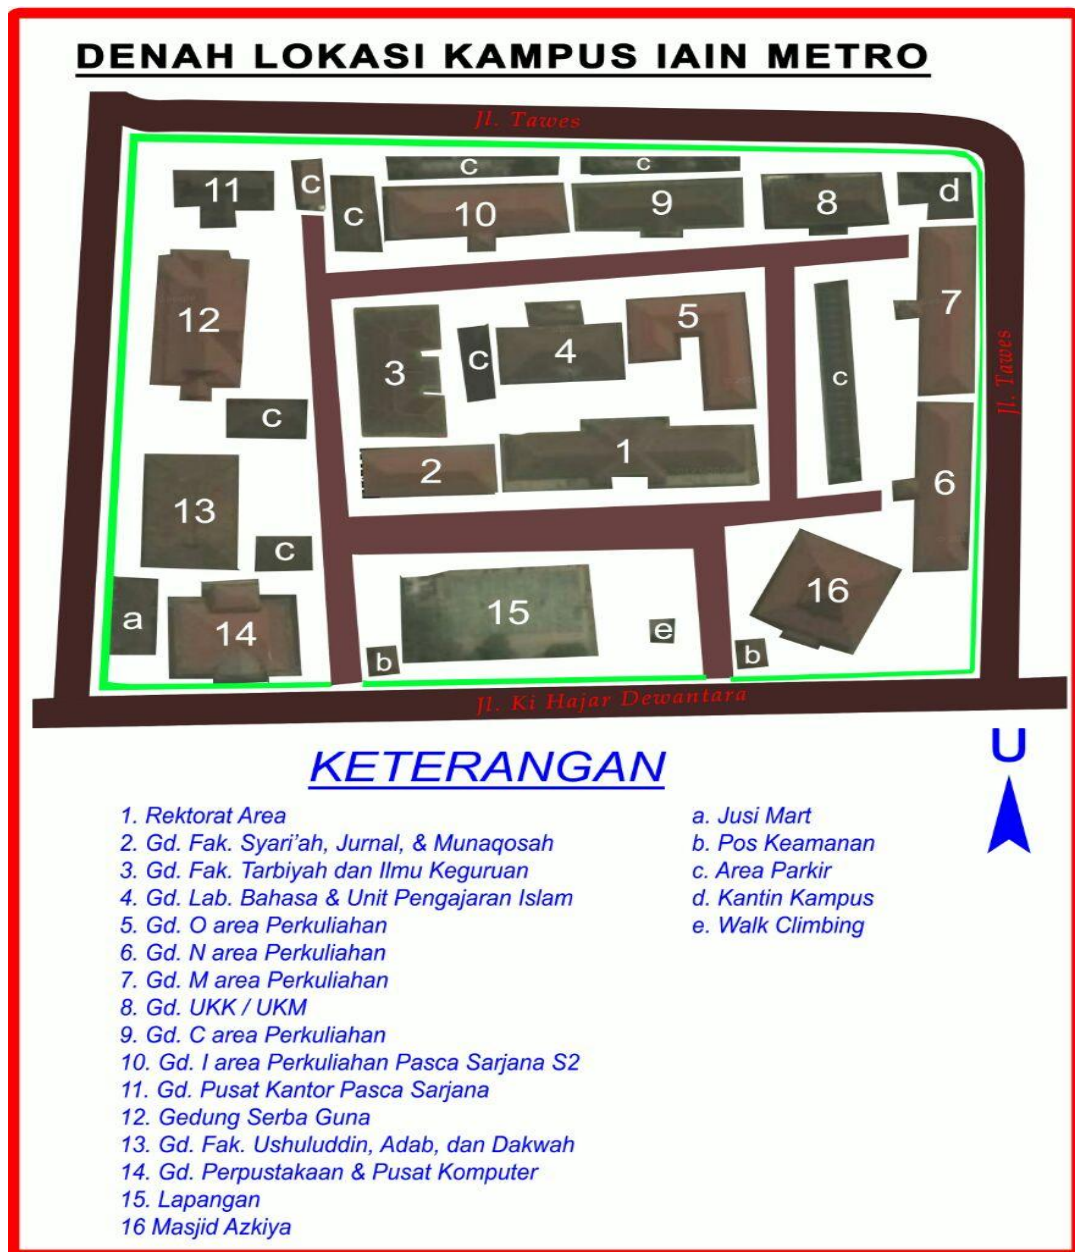 DENAH LOKASI KAMPUS IAIN METRO
Jl. Tawes
11
c
c
c
10
c
9
8
d
12
3
c
4
5
c
7
Jl. Tawes
c
2
1
6
13
c
a
14
b
15
e
b
16
Jl. Ki Hajar Dewantara
KETERANGAN
U
1. Rektorat Area
2. Gd. Fak. Syari'ah, Jurnal, & Munaqosah
3. Gd. Fak. Tarbiyah dan Ilmu Keguruan
4. Gd. Lab. Bahasa & Unit Pengajaran Islam
5. Gd. O area Perkuliahan
6. Gd. N area Perkuliahan
7. Gd. M area Perkuliahan
8. Gd. UKK / UKM
9. Gd. C area Perkuliahan
10. Gd. I area Perkuliahan Pasca Sarjana S2
11. Gd. Pusat Kantor Pasca Sarjana
12. Gedung Serba Guna
13. Gd. Fak. Ushuluddin, Adab, dan Dakwah
14. Gd. Perpustakaan & Pusat Komputer
15. Lapangan
16 Masjid Azkiya
a. Jusi Mart
b. Pos Keamanan
c. Area Parkir
d. Kantin Kampus
e. Walk Climbing